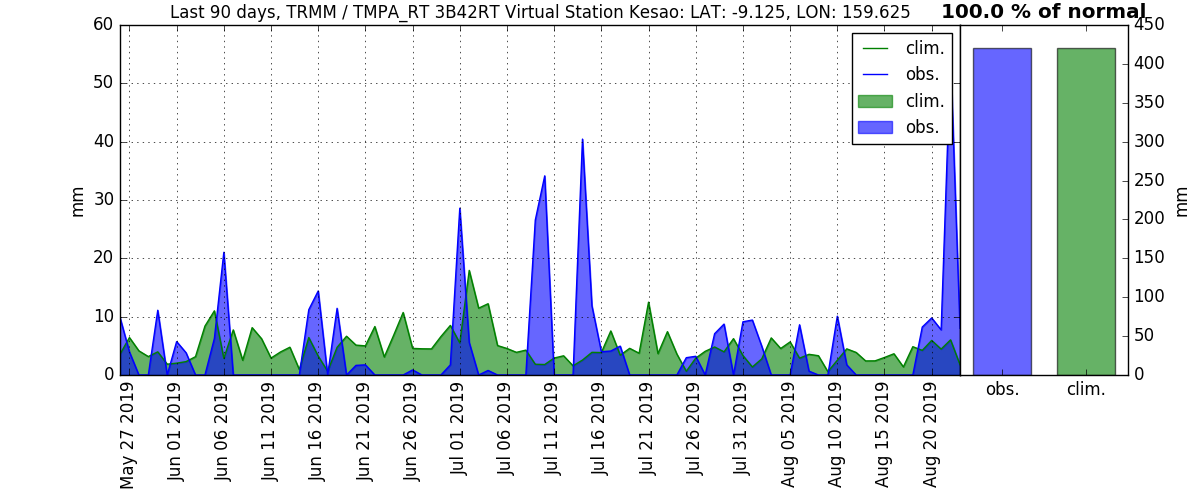 Last 90 days, TRMM / TMPA_RT 3B42RT Virtual Station Kesao: LAT: -9.125, LON: 159.625
100.0 % of normal
60
50
40
30
20
10
0
mm
clim.
obs.
clim.
obs.
450
400
350
300
250
200
150
100
50
0
mm
obs.
clim.
May 27 2019
Jun 01 2019
Jun 06 2019
Jun 11 2019
Jun 16 2019
Jun 21 2019
Jun 26 2019
Jul 01 2019
Jul 06 2019
Jul 11 2019
Jul 16 2019
Jul 21 2019
Jul 26 2019
Jul 31 2019
Aug 05 2019
Aug 10 2019
Aug 15 2019
Aug 20 2019